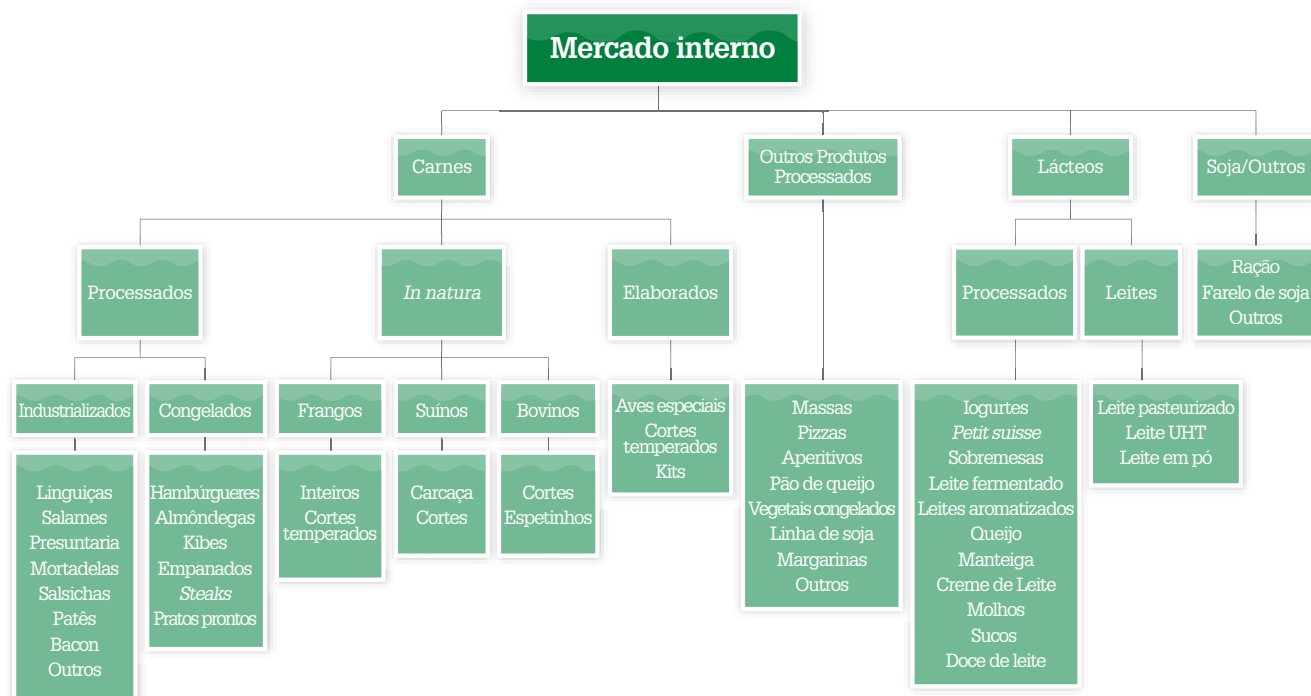 Mercado interno
Carnes
Outros Produtos
Processados
Lácteos
Soja/Outros
Processados
In natura
Elaborados
Processados
Leites
Ração
Farelo de soja
Outros
Industrializados
Congelados
Frangos
Suínos
Bovinos
Linguiças
Salames
Presuntaria
Mortadelas
Salsichas
Patês
Bacon
Outros
Hambúrgueres
Almôndegas
Kibes
Empanados
Steaks
Pratos prontos
Inteiros
Cortes
temperados
Carcaça
Cortes
Cortes
Espetinhos
Aves especiais
Cortes
temperados
Kits
Massas
Pizzas
Aperitivos
Pão de queijo
Vegetais congelados
Linha de soja
Margarinas
Outros
Iogurtes
Petit suisse
Sobremesas
Leite fermentado
Leites aromatizados
Queijo
Manteiga
Creme de Leite
Molhos
Sucos
Doce de leite
Leite pasteurizado
Leite UHT
Leite em pó